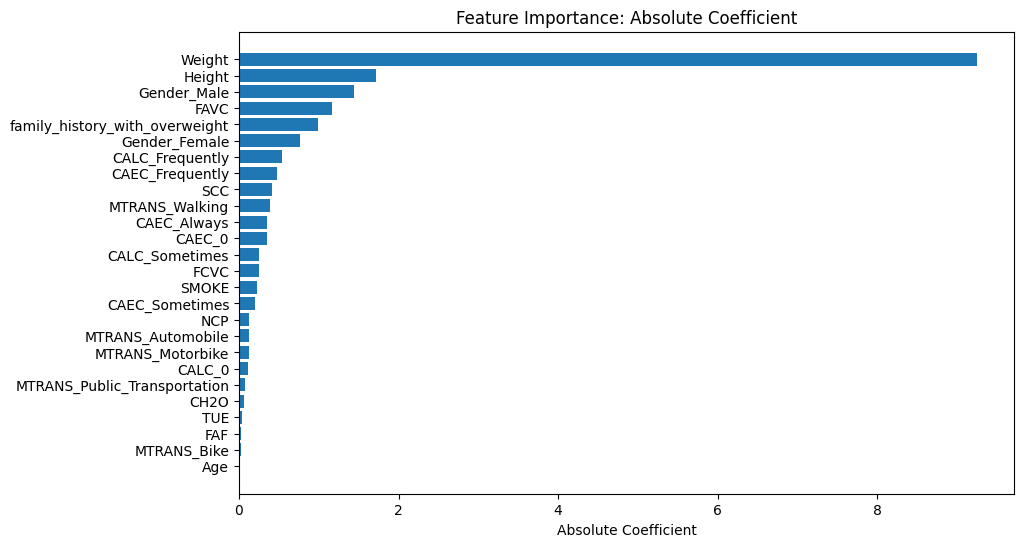 Feature Importance: Absolute Coefficient
Weight
Height
Gender_Male
FAVC
family_history_with_overweight
Gender_Female
CALC_Frequently
CAEC_Frequently
SCC
MTRANS_Walking
CAEC_Always
CAEC_0
CALC_Sometimes
FCVC
SMOKE
CAEC_Sometimes
NCP
MTRANS_Automobile
MTRANS_Motorbike
CALC_0
MTRANS_Public_Transportation
CH2O
TUE
FAF
MTRANS_Bike
Age
0 2 4 6 8
Absolute Coefficient